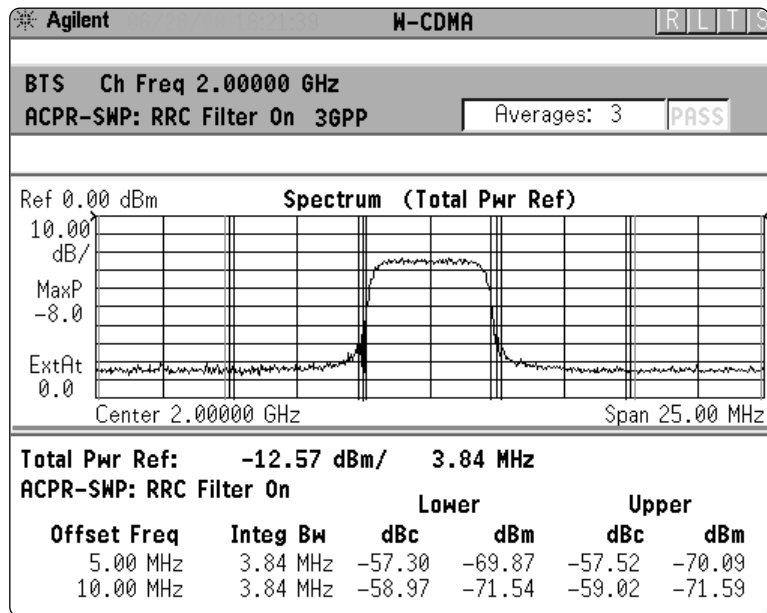 Agilent 16:21:39 W-CDMA R L T S
BTS Ch Freq 2.00000 GHz
ACPR-SWP: RRC Filter On 3GPP Averages: 3 PASS
Ref 0.00 dBm Spectrum (Total Pwr Ref)
10.00
dB/
MaxP
-8.0
ExtAt
0.0
Center 2.00000 GHz Span 25.00 MHz
Total Pwr Ref: -12.57 dBm/ 3.84 MHz
ACPR-SWP: RRC Filter On
Lower Upper
Offset Freq Integ Bw dBc dBm dBc dBm
5.00 MHz 3.84 MHz -57.30 -69.87 -57.52 -70.09
10.00 MHz 3.84 MHz -58.97 -71.54 -59.02 -71.59